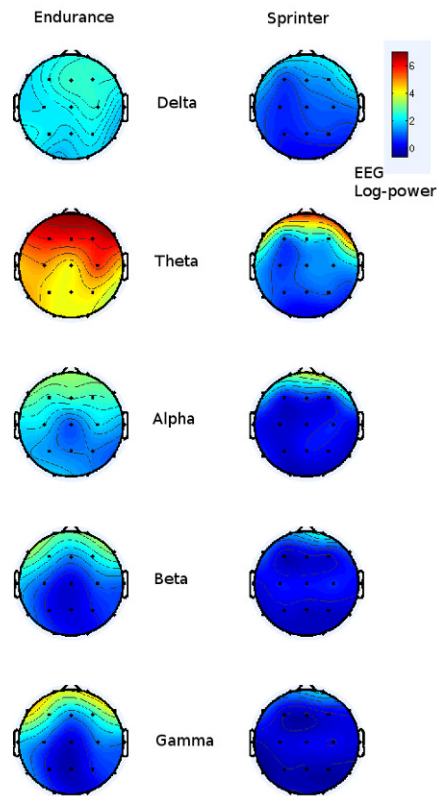 Endurance Sprinter
Delta
6
4
2
0
EEG
Log-power
Theta
Alpha
Beta
Gamma